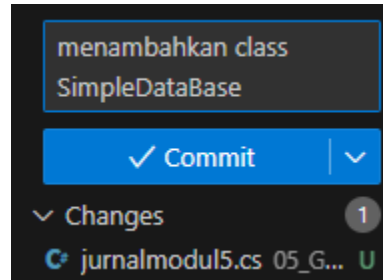 menambahkan class
SimpleDataBase
Commit
Changes 1
C# jurnalmodul5.cs 05_G... U